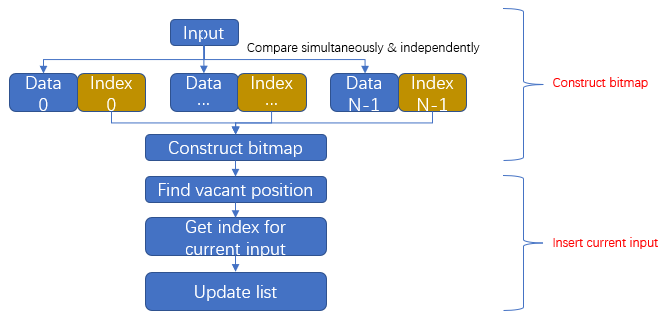 Input
Compare simultaneously & independently
Data
0
Index
0
Data
...
Index
...
Data
N-1
Index
N-1
Construct bitmap
Construct bitmap
Find vacant position
Get index for
current input
Insert current input
Update list